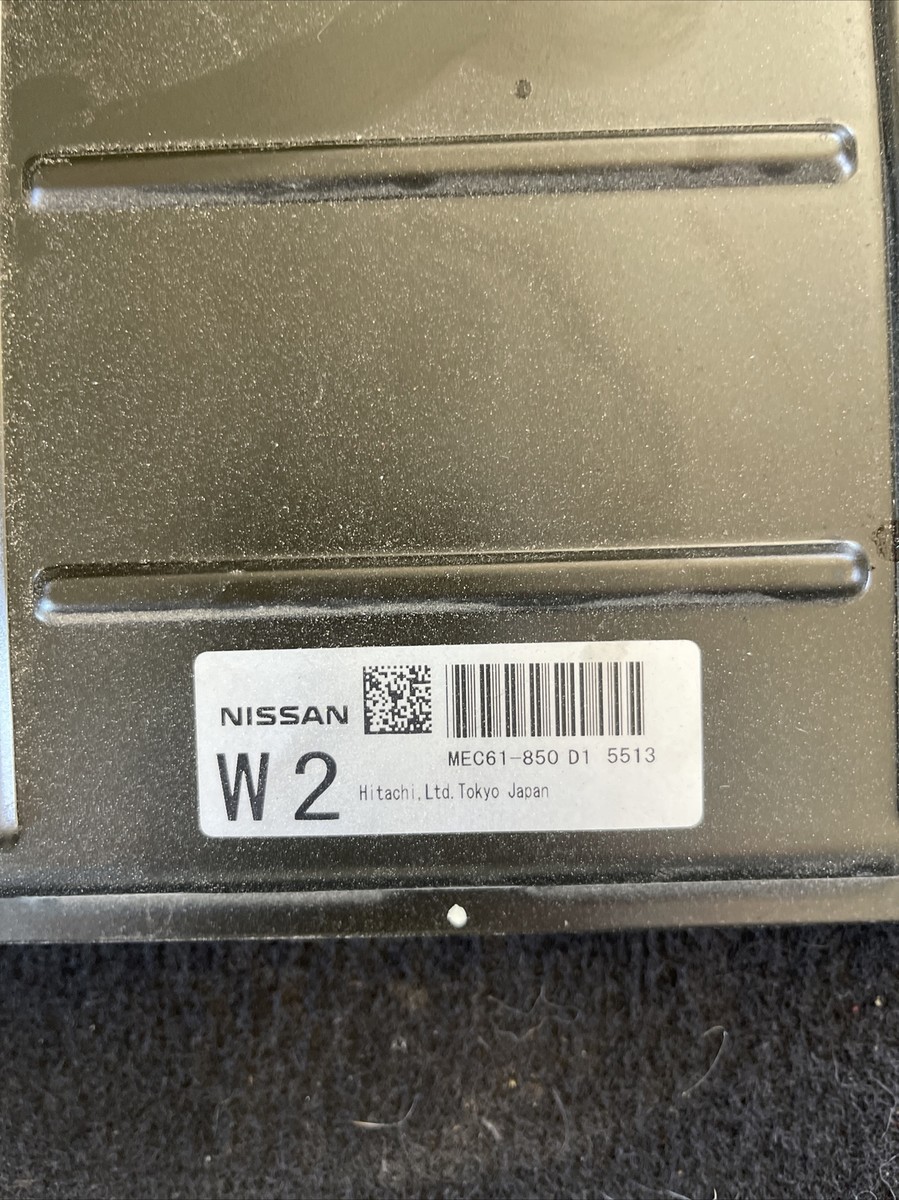 NISSAN
MEC61-850 D1 5513
W2
Hitachi,Ltd.Tokyo Japan